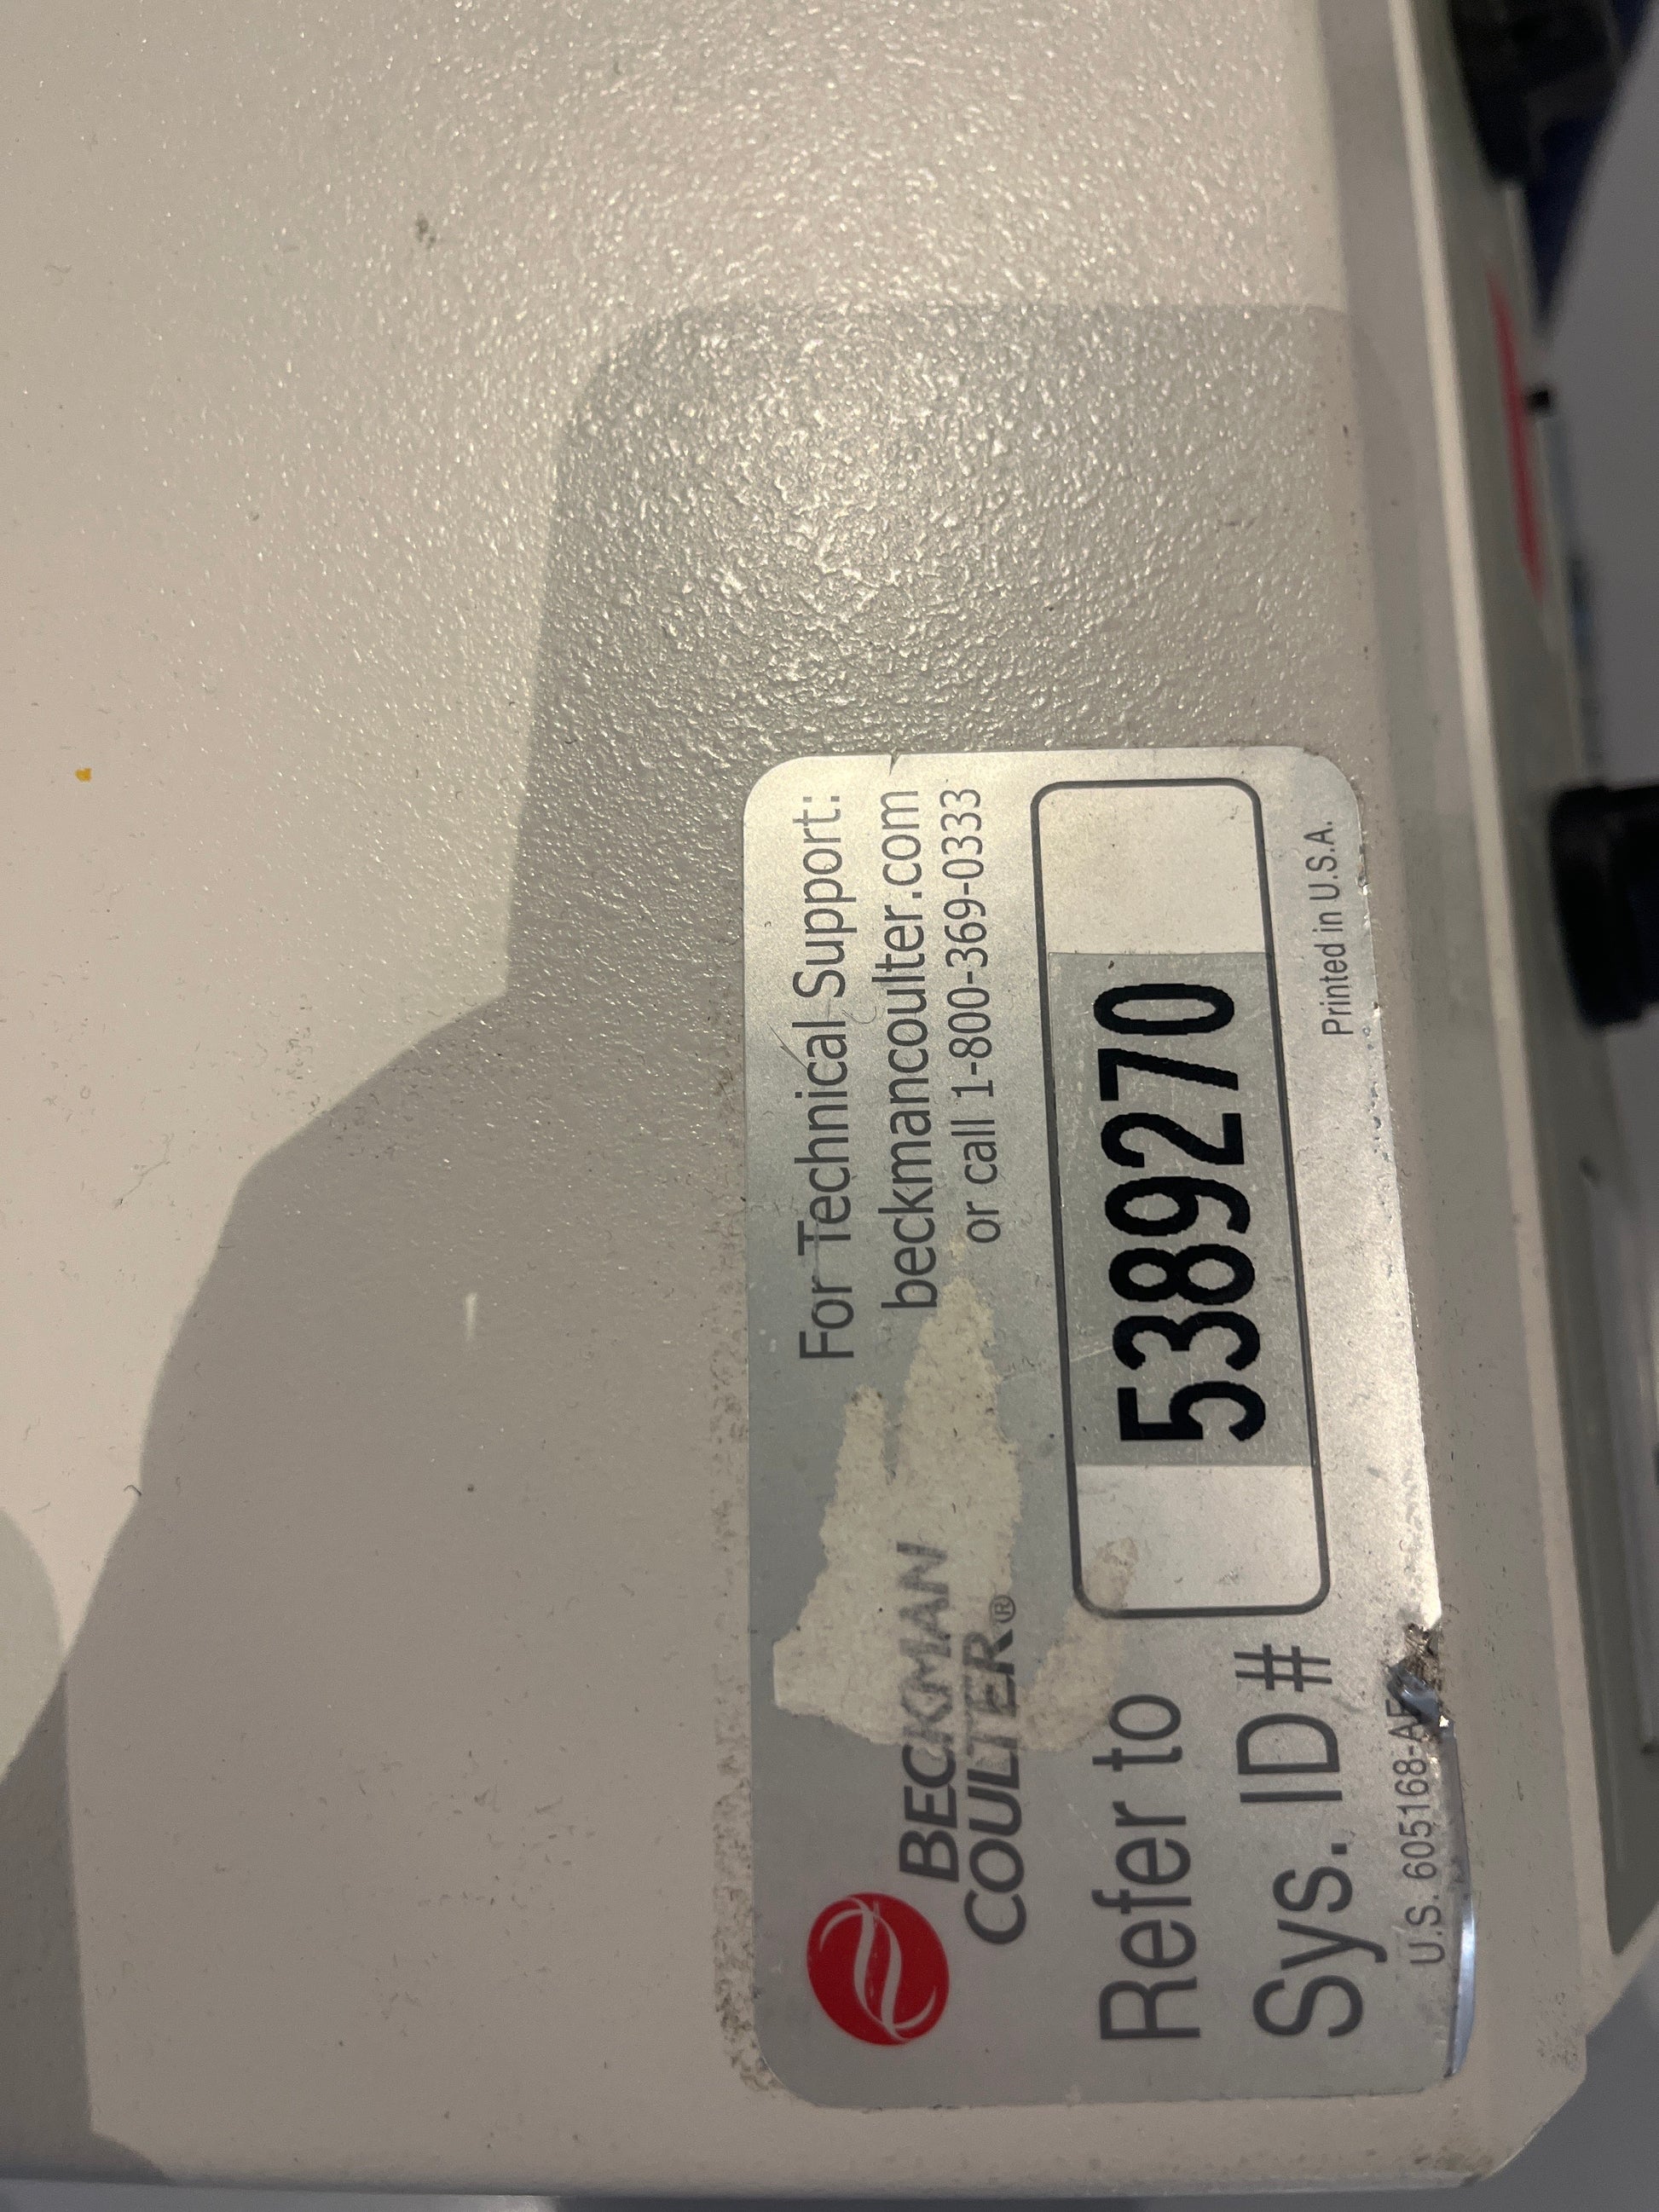 BECKMAN
COULTER®
For Technical Support:
beckmancoulter.com
or call 1-800-369-0333
Refer to
Sys. ID#
5389270
U.S. 605168-
Printed in U.S.A.